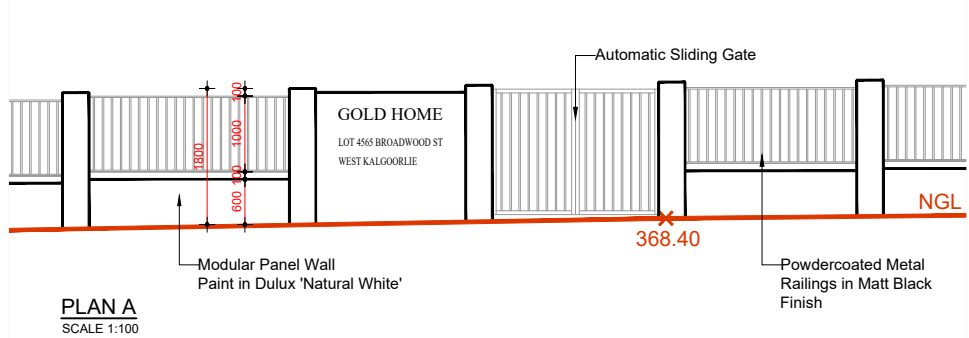 Automatic Sliding Gate
GOLD HOME
LOT 4565 BROADWOOD ST
WEST KALGOORLIE
100
1000
1800
100
600
NGL
368.40
Modular Panel Wall
Paint in Dulux 'Natural White'
Powdercoated Metal
Railings in Matt Black
Finish
PLAN A
SCALE 1:100